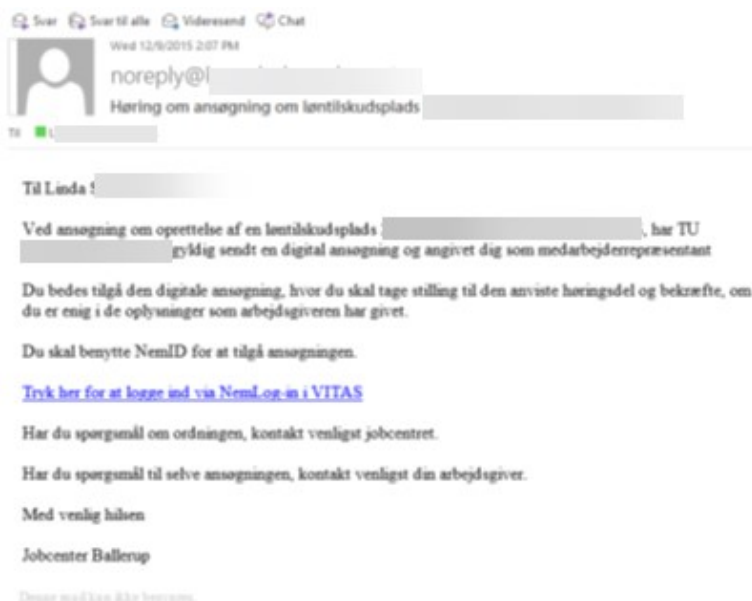 Svar Svar til alle Videresend Chat
Wed 12/9/2015 2:07 PM
noreply@
Høring om ansøgning om løntilskudsplads
Til
Til Linda S
Ved ansøgning om oprettelse af en løntilskudsplads , har TU
gyldig sendt en digital ansøgning og angivet dig som medarbejderrepræsentant
Du bedes tilgå den digitale ansøgning, hvor du skal tage stilling til den anviste høringsdel og bekræfte, om
du er enig i de oplysninger som arbejdsgiveren har givet.
Du skal benytte NemID for at tilgå ansøgningen.
Tryk her for at logge ind via NemLog-in i VITAS
Har du spørgsmål om ordningen, kontakt venligst jobcentret.
Har du spørgsmål til selve ansøgningen, kontakt venligst din arbejdsgiver.
Med venlig hilsen
Jobcenter Ballerup
Denne mail kan ikke besvares.